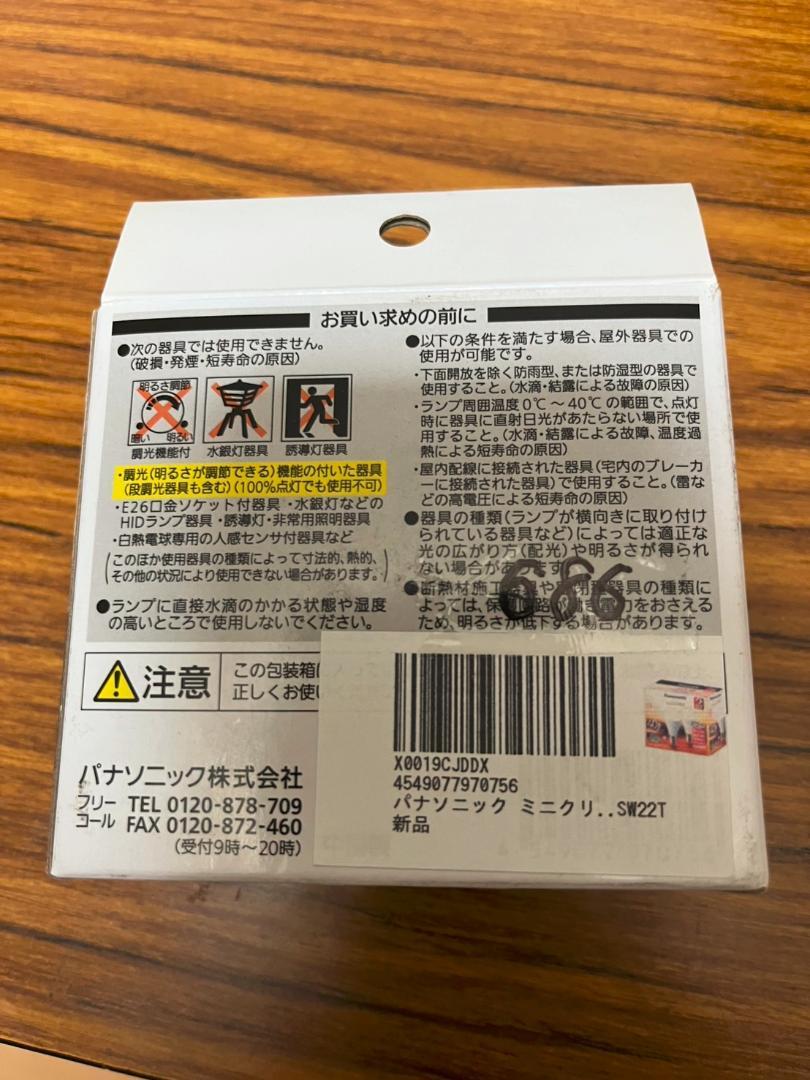 お買い求めの前に
●次の器具では使用できません。
(破損・発煙・短寿命の原因)
明るさ調節
暗い 明るい
調光機能付 水銀灯器具 誘導灯器具
・調光(明るさが調節できる)機能の付いた器具
(段調光器具も含む)(100%点灯でも使用不可)
・E26口金ソケット付器具 ・水銀灯などの
HIDランプ器具 ・誘導灯・非常用照明器具
・白熱電球専用の人感センサ付器具など
(このほか使用器具の種類によって寸法的、熱的、
その他の状況により使用できない場合があります。)
●ランプに直接水滴のかかる状態や湿度
の高いところで使用しないでください。
●以下の条件を満たす場合、屋外器具での
使用が可能です。
・下面開放を除く防雨型、または防湿型の器具で
使用すること。(水滴・結露による故障の原因)
・ランプ周囲温度0℃〜40℃の範囲で、点灯
時に器具に直射日光があたらない場所で使
用すること。(水滴・結露による故障、温度過
熱による短寿命の原因)
・屋内配線に接続された器具(宅内のブレーカ
ーに接続された器具)で使用すること。(雷な
どの高電圧による短寿命の原因)
●器具の種類(ランプが横向きに取り付け
られている器具など)によっては適正な
光の広がり方(配光)や明るさが得られ
ない場合があります。
●断熱材施工器具や 閉 器具の種類に
よっては、保 路が働き電力をおさえる
ため、明るさが低下する場合があります。
686
注意
この包装箱
正しくお使い
パナソニック株式会社
フリー
コール
TEL 0120-878-709
FAX 0120-872-460
(受付9時〜20時)
X0019CJDDX
4549077970756
パナソニック ミニクリ..SW22T
新品